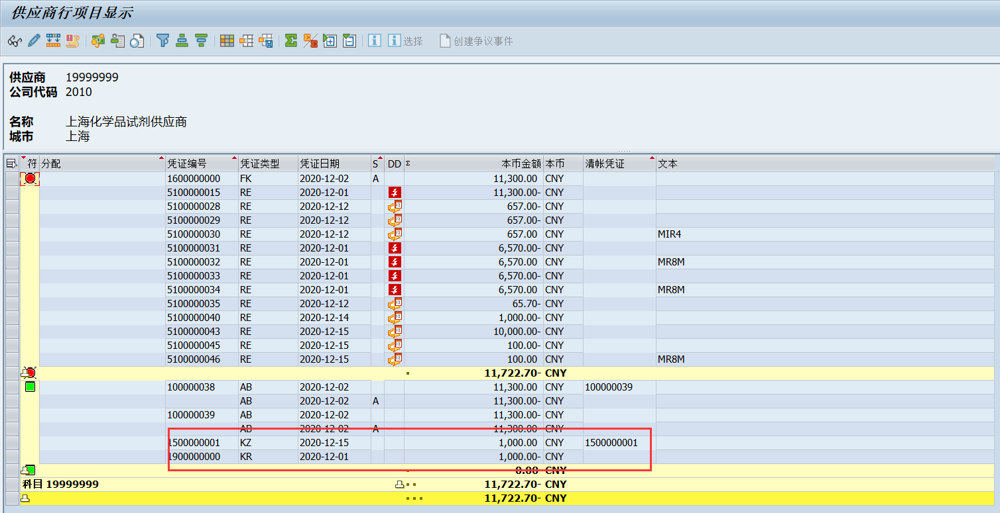 供应商行项目显示
选择 创建争议事件
供应商 19999999
公司代码 2010
名称 上海化学品试剂供应商
城市 上海
符 分配 凭证编号 凭证类型 凭证日期 S DD Σ 本币金额 本币 清帐凭证 文本
1600000000 FK 2020-12-02 A 11,300.00 CNY
5100000015 RE 2020-12-01 11,300.00- CNY
5100000028 RE 2020-12-12 657.00- CNY
5100000029 RE 2020-12-12 657.00- CNY
5100000030 RE 2020-12-12 657.00 CNY MIR4
5100000031 RE 2020-12-01 6,570.00- CNY
5100000032 RE 2020-12-01 6,570.00 CNY MR8M
5100000033 RE 2020-12-01 6,570.00- CNY
5100000034 RE 2020-12-01 6,570.00 CNY MR8M
5100000035 RE 2020-12-12 65.70- CNY
5100000040 RE 2020-12-14 1,000.00- CNY
5100000043 RE 2020-12-15 10,000.00- CNY
5100000045 RE 2020-12-15 100.00- CNY
5100000046 RE 2020-12-15 100.00 CNY MR8M
11,722.70- CNY
100000038 AB 2020-12-02 11,300.00 CNY 100000039
AB 2020-12-02 A 11,300.00- CNY
100000039 AB 2020-12-02 11,300.00- CNY
AB 2020-12-02 A 11,300.00 CNY
1500000001 KZ 2020-12-15 1,000.00 CNY 1500000001
1900000000 KR 2020-12-01 1,000.00- CNY
0.00 CNY
科目 19999999 11,722.70- CNY
11,722.70- CNY